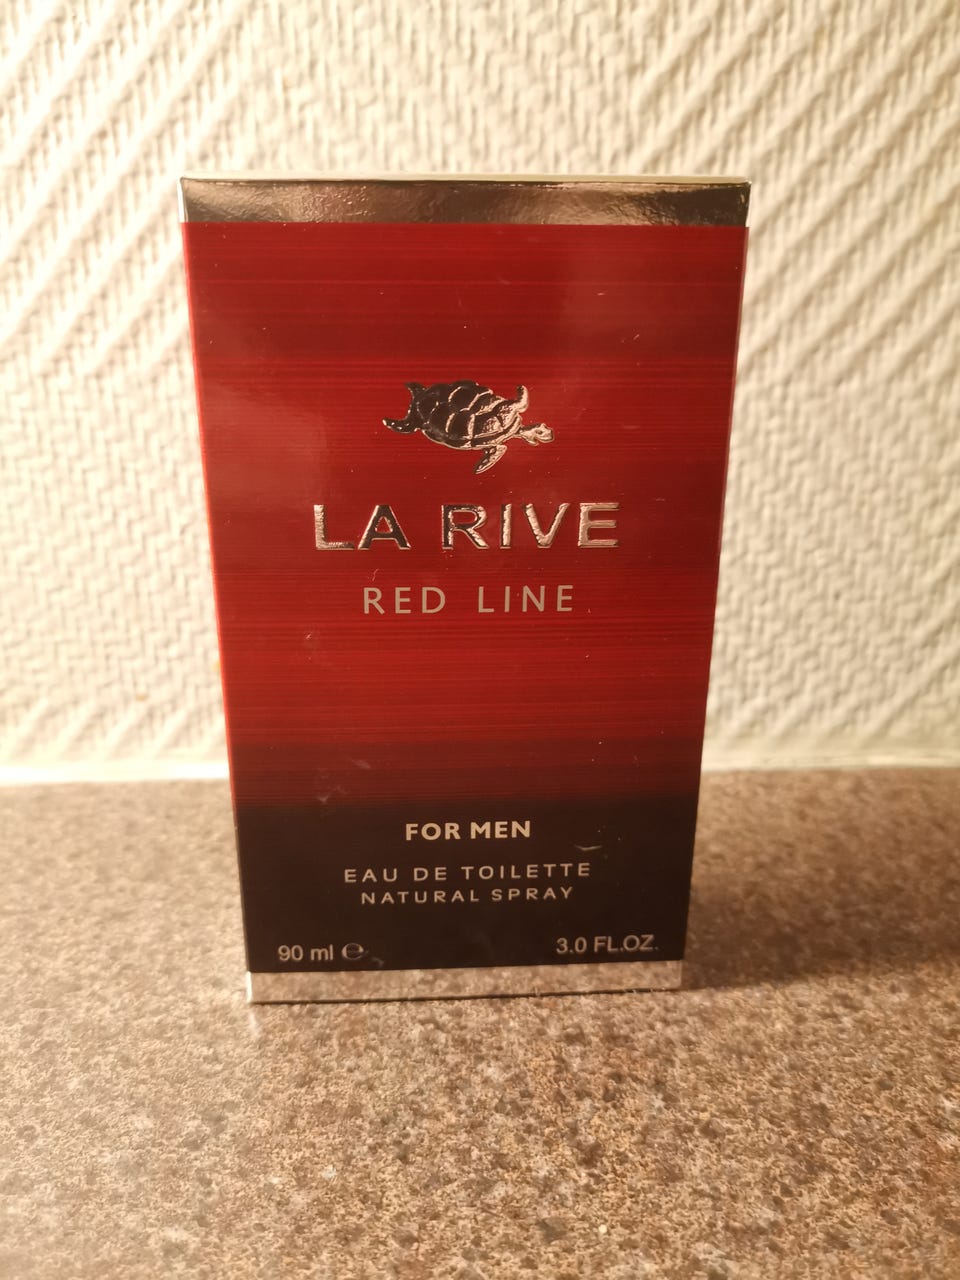 LA RIVE
RED LINE
FOR MEN
EAU DE TOILETTE
NATURAL SPRAY
90 ml ℮ 3.0 FL.OZ.